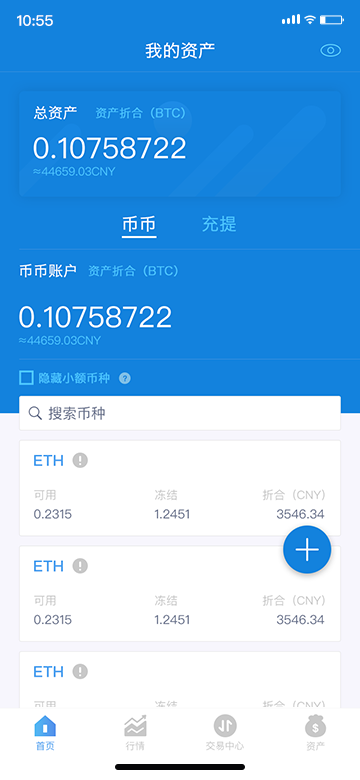 10:55
我的资产
总资产 资产折合（BTC）
0.10758722
≈44659.03CNY
币币 充提
币币账户 资产折合（BTC）
0.10758722
≈44659.03CNY
隐藏小额币种 ?
搜索币种
ETH
可用 冻结 折合（CNY）
0.2315 1.2451 3546.34
ETH
可用 冻结 折合（CNY）
0.2315 1.2451 3546.34
ETH
可用 冻结 折合（CNY）
首页 行情 交易中心 资产